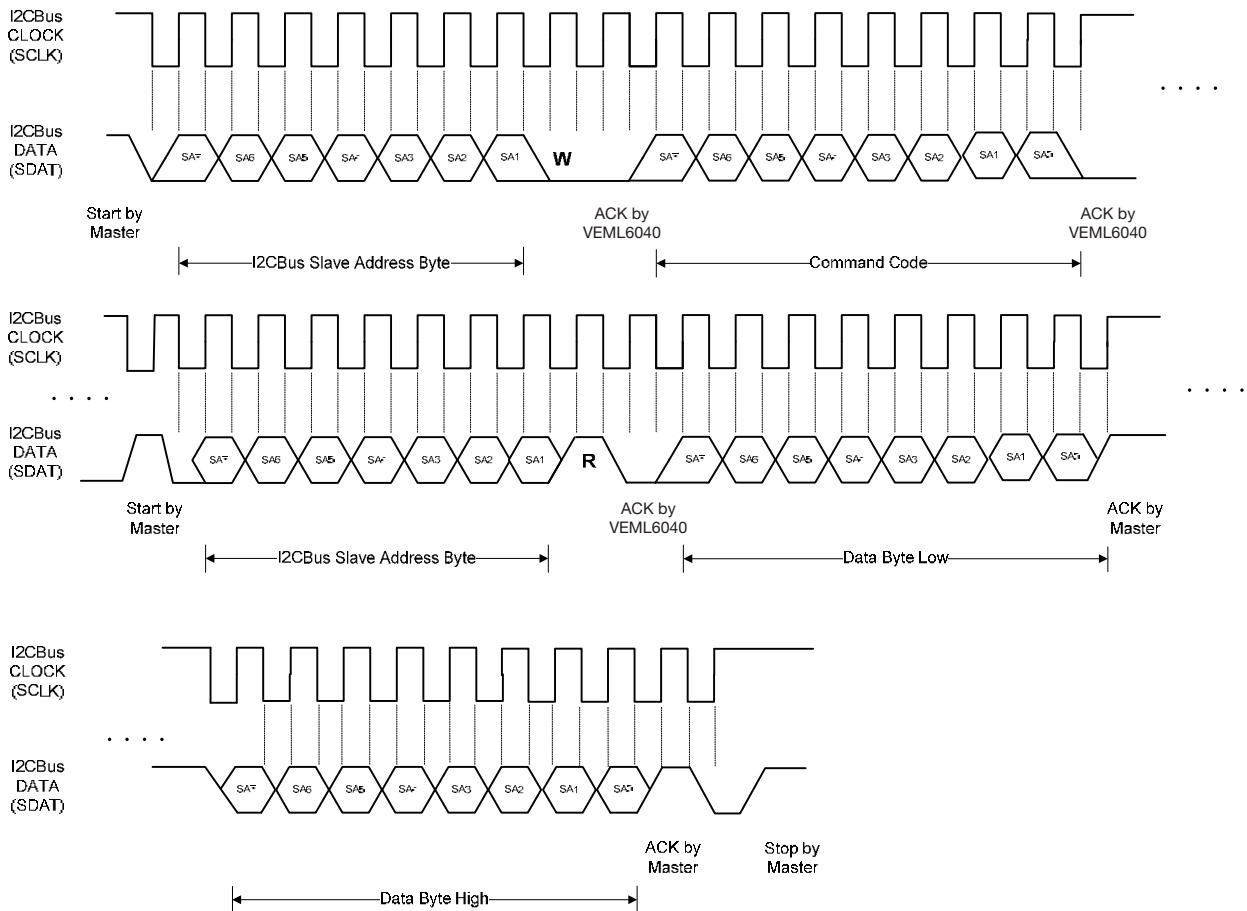 I2CBus
CLOCK
(SCLK)
. . . .
I2CBus
DATA
(SDAT)
SA6 SA5 SA3 SA2 SA1 W SA6 SA5 SA3 SA2 SA1
Start by
Master
ACK by
VEML6040
ACK by
VEML6040
I2CBus Slave Address Byte
Command Code
I2CBus
CLOCK
(SCLK)
. . . .
. . . .
I2CBus
DATA
(SDAT)
SA6 SA5 SA3 SA2 SA1 R SA6 SA5 SA3 SA2 SA1
Start by
Master
ACK by
VEML6040
ACK by
Master
I2CBus Slave Address Byte
Data Byte Low
I2CBus
CLOCK
(SCLK)
. . . .
I2CBus
DATA
(SDAT)
SA6 SA5 SA3 SA2 SA1
ACK by
Master
Stop by
Master
Data Byte High